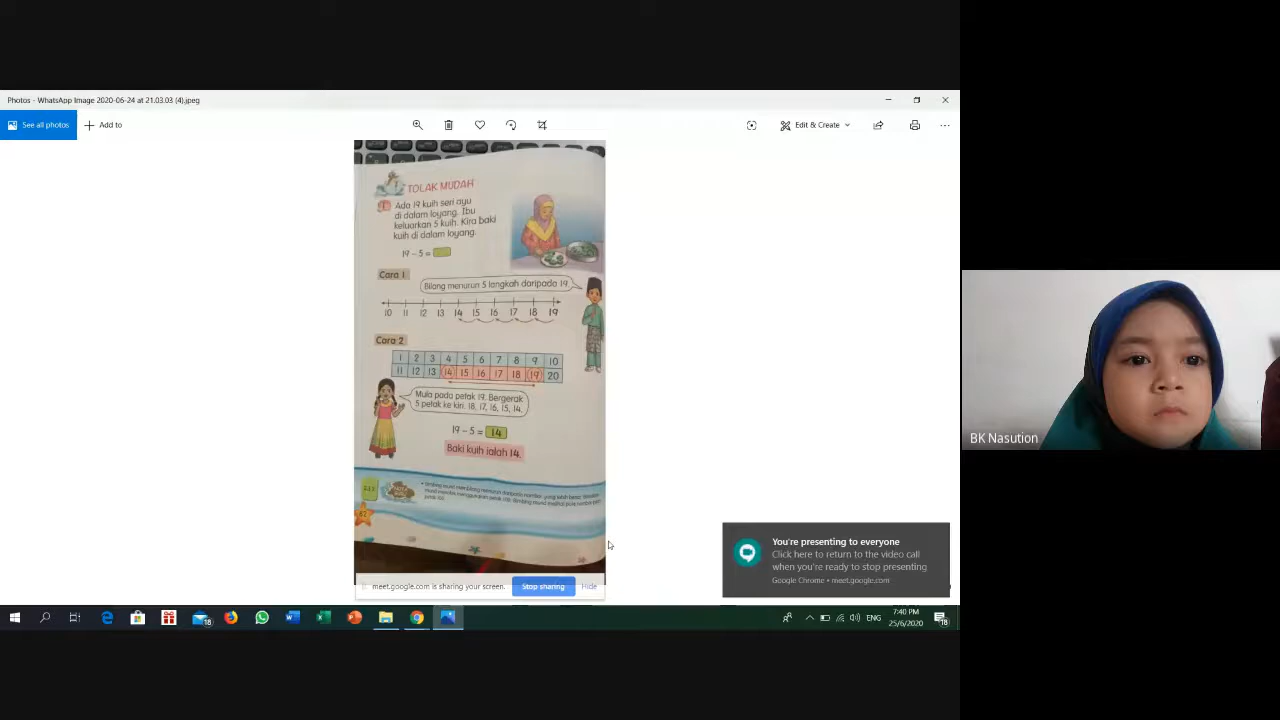 Photos - WhatsApp Image 2020-06-24 at 21.03.03 (4).jpeg
See all photos
Add to
Edit & Create
TOLAK MUDAH
1
Ada 19 kuih seri ayu
di dalam loyang. Ibu
keluarkan 5 kuih. Kira baki
kuih di dalam loyang.
19 – 5 =
Cara 1
Bilang menurun 5 langkah daripada 19.
10 11 12 13 14 15 16 17 18 19
Cara 2
1 2 3 4 5 6 7 8 9 10
11 12 13 14 15 16 17 18 19 20
Mula pada petak 19. Bergerak
5 petak ke kiri. 18, 17, 16, 15, 14.
19 – 5 = 14
Baki kuih ialah 14.
BK Nasution
You're presenting to everyone
Click here to return to the video call
when you're ready to stop presenting
Google Chrome • meet.google.com
meet.google.com is sharing your screen.
Stop sharing
Hide
18
ENG
7:40 PM
25/6/2020
18